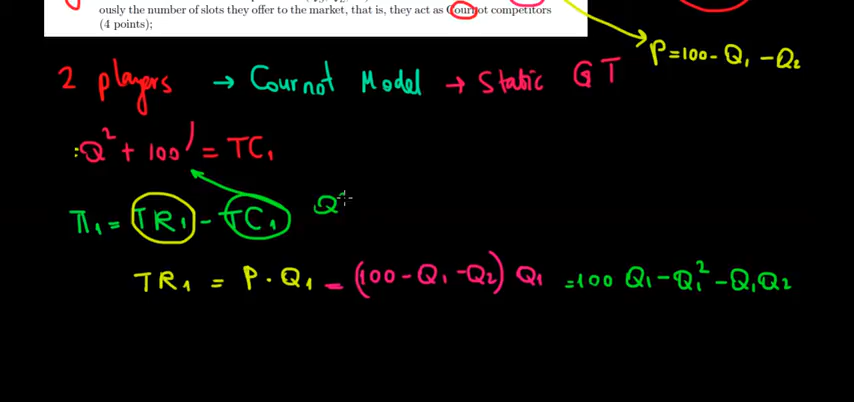 ously the number of slots they offer to the market, that is, they act as Cournot competitors
(4 points);
P=100-Q₁-Q₂
2 players → Cournot Model → Static GT
Q² + 100 = TC₁
Π₁ = TR₁ - TC₁ Q
TR₁ = P · Q₁ = (100 - Q₁ - Q₂) Q₁ = 100 Q₁ - Q₁² - Q₁Q₂